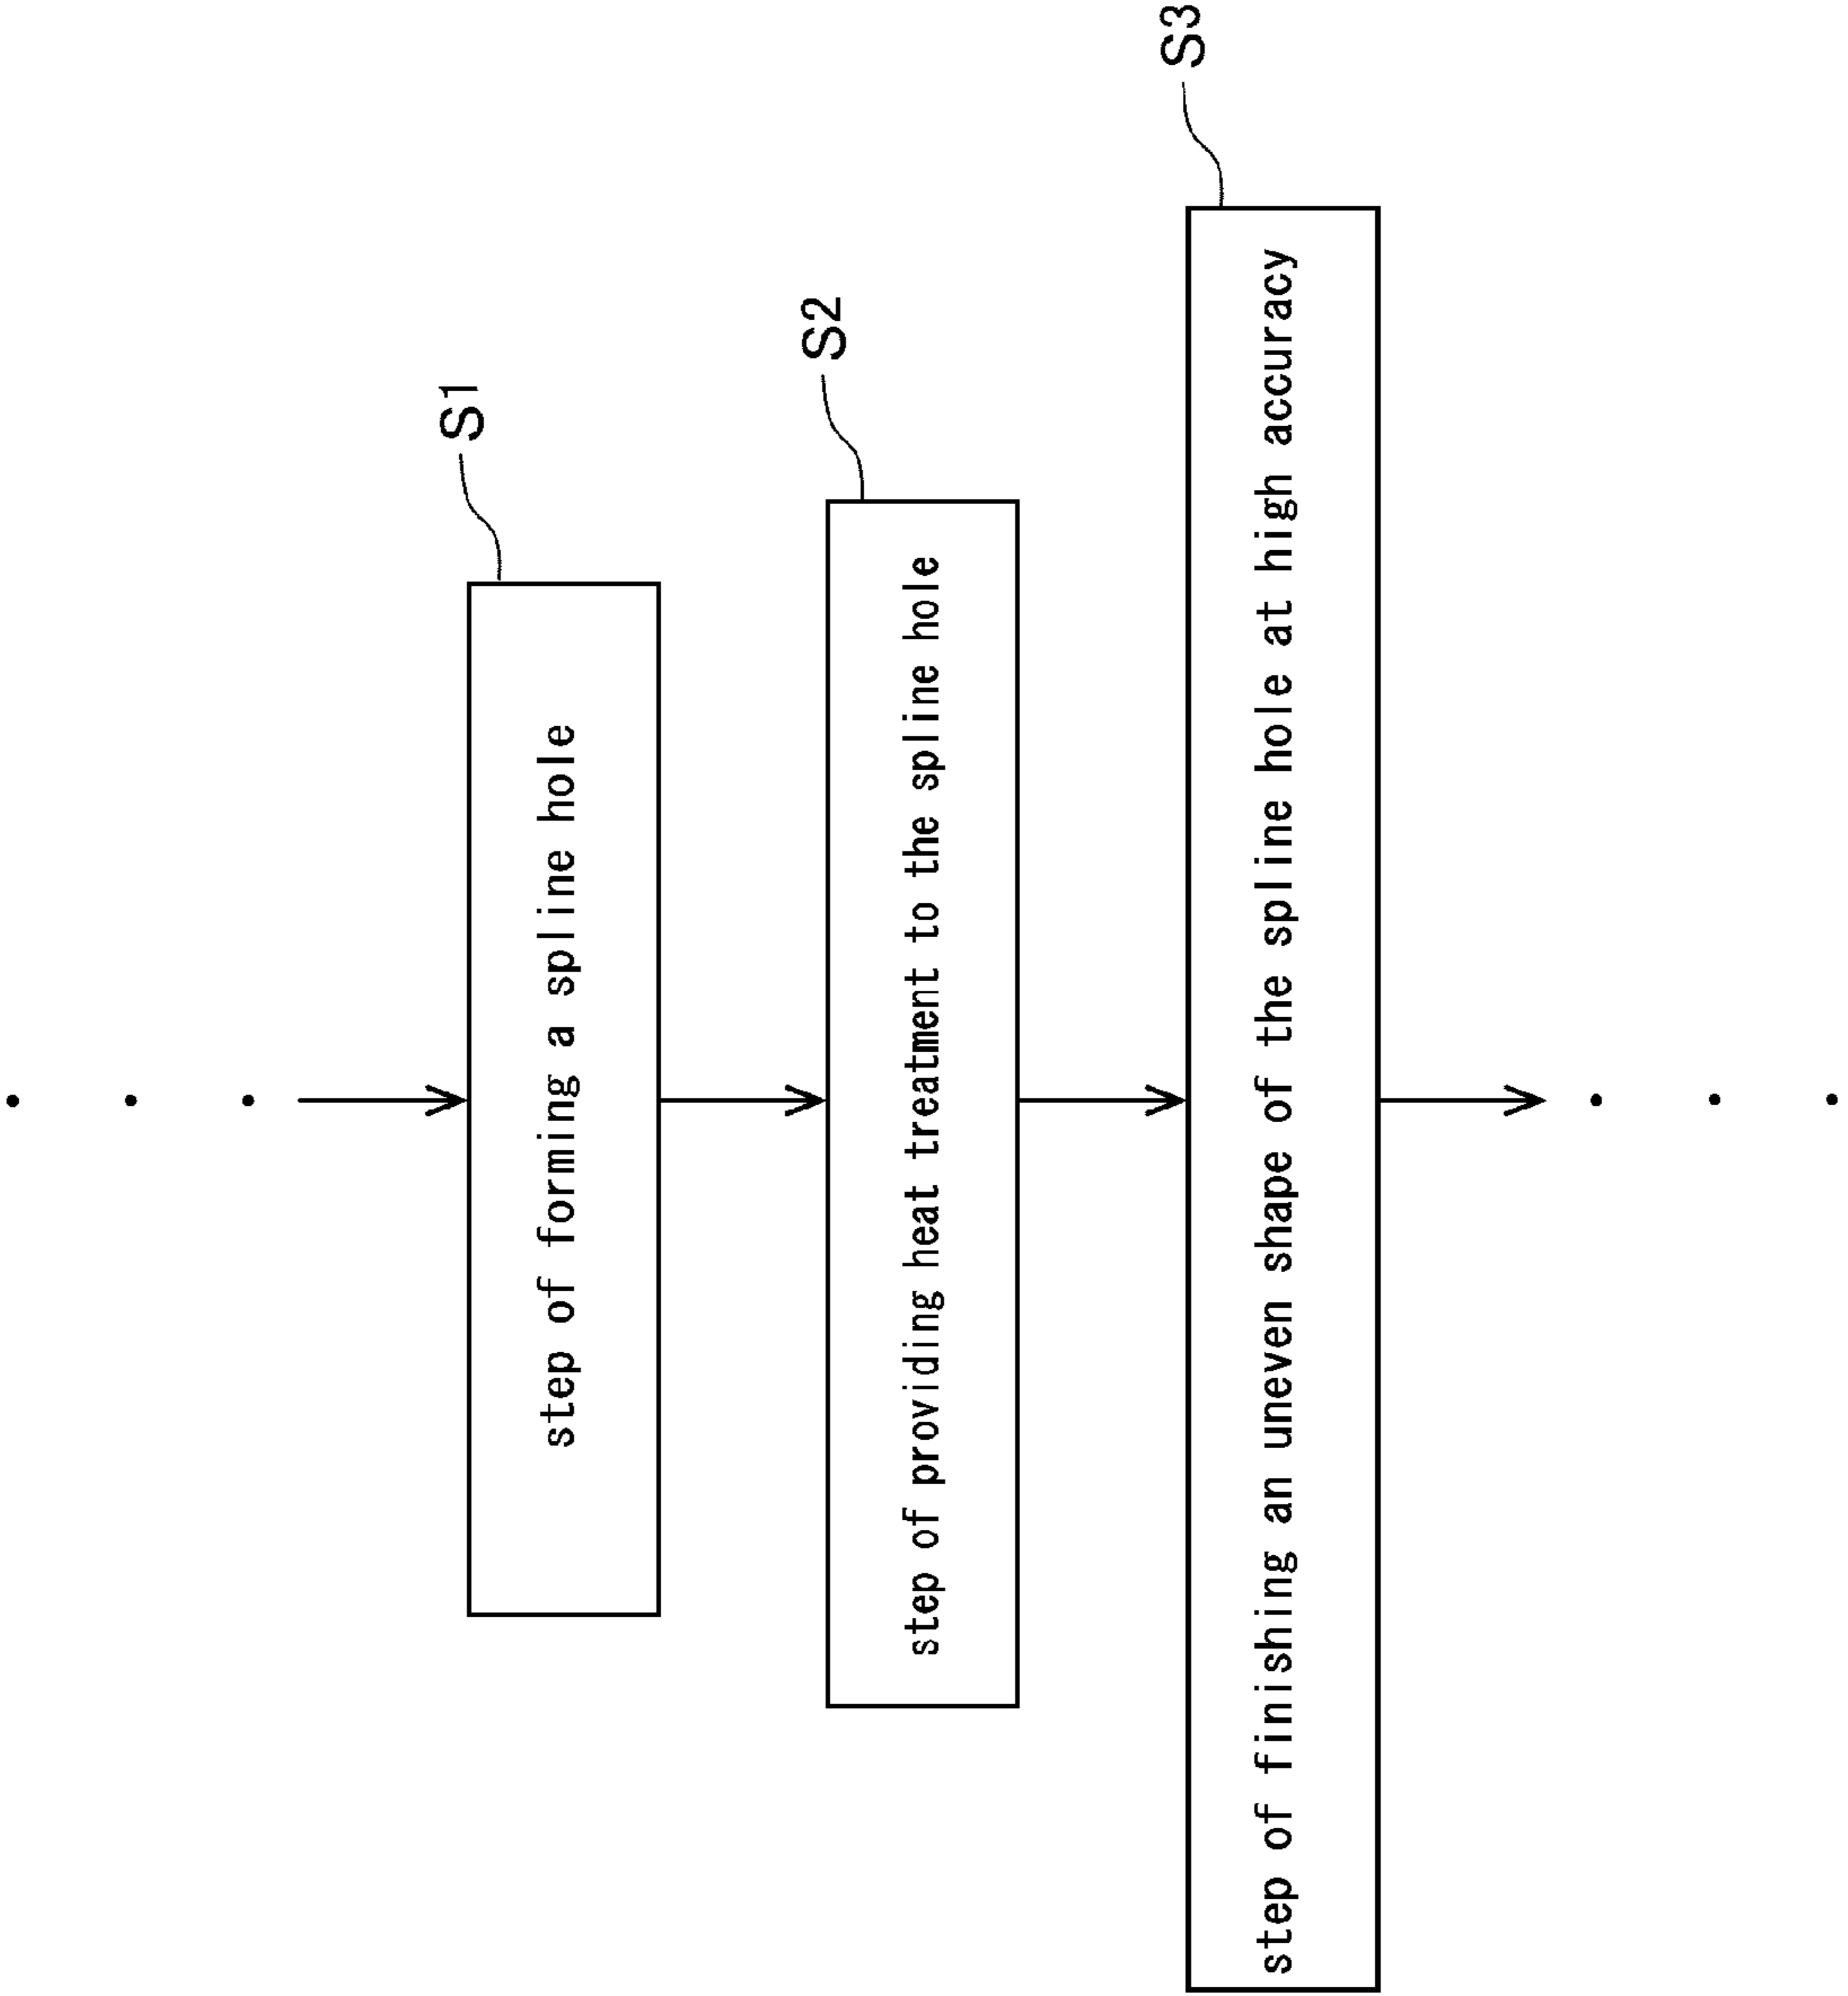 S1
step of forming a spline hole
S2
step of providing heat treatment to the spline hole
S3
step of finishing an uneven shape of the spline hole at high accuracy